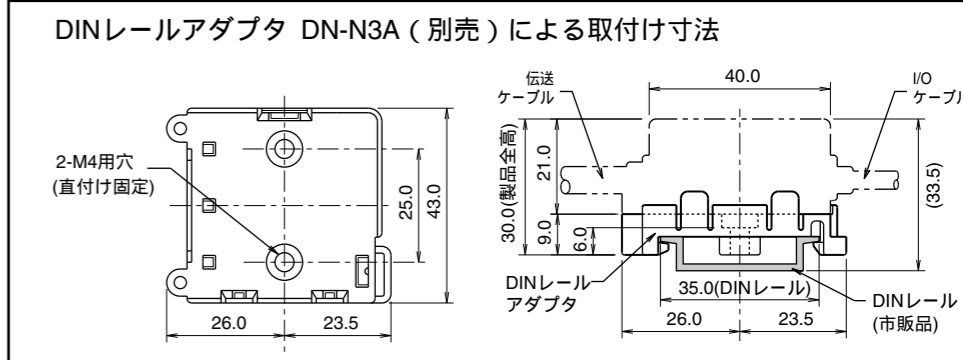 DINレールアダプタ DN-N3A（別売）による取付け寸法
2-M4用穴
(直付け固定)
25.0
43.0
26.0
23.5
伝送
ケーブル
40.0
I/O
ケーブル
30.0(製品全高)
21.0
9.0
6.0
(33.5)
DINレール
アダプタ
35.0(DINレール)
DINレール
(市販品)
26.0
23.5